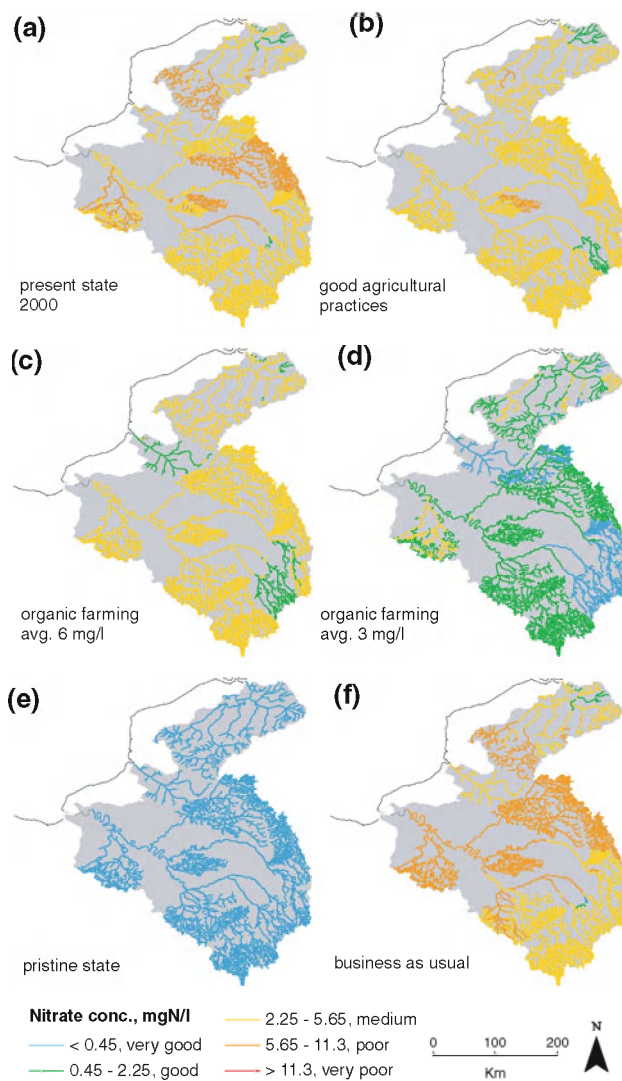 (a)
(b)
present state
2000
good agricultural
practices
(c)
(d)
organic farming
avg. 6 mg/l
organic farming
avg. 3 mg/l
(e)
(f)
pristine state
business as usual
Nitrate conc., mgN/l
< 0.45, very good
0.45 - 2.25, good
2.25 - 5.65, medium
5.65 - 11.3, poor
> 11.3, very poor
0 100 200
Km
N